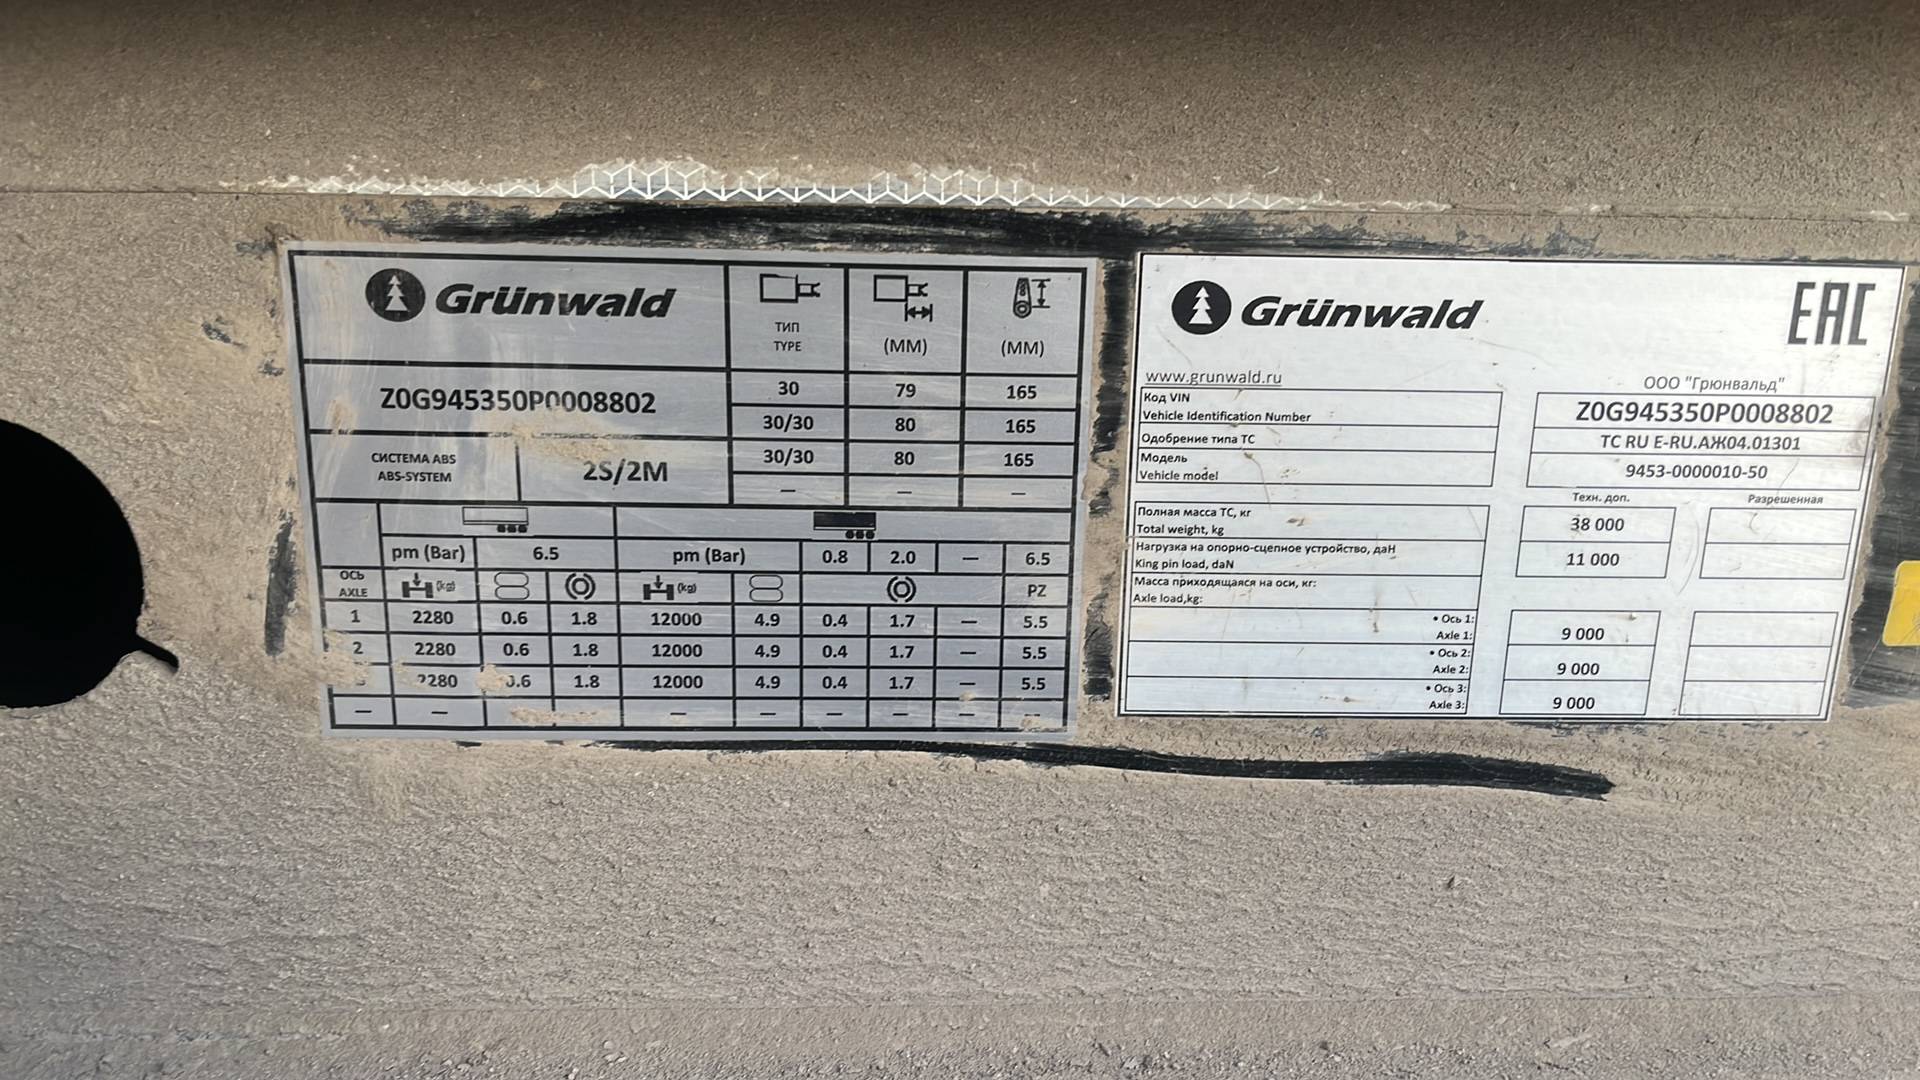 Grünwald
ТИП
TYPE
(ММ)
(ММ)
Z0G945350P0008802
30 79 165
30/30 80 165
30/30 80 165
— — —
СИСТЕМА ABS
ABS-SYSTEM
2S/2M
pm (Bar) 6.5 pm (Bar) 0.8 2.0 — 6.5
ОСЬ
AXLE
(kg) (kg) PZ
1 2280 0.6 1.8 12000 4.9 0.4 1.7 — 5.5
2 2280 0.6 1.8 12000 4.9 0.4 1.7 — 5.5
2280 0.6 1.8 12000 4.9 0.4 1.7 — 5.5
— — — — — — — —
Grünwald
EAC
www.grunwald.ru
ООО "Грюнвальд"
Код VIN
Vehicle Identification Number
Z0G945350P0008802
Одобрение типа ТС
ТС RU E-RU.АЖ04.01301
Модель
Vehicle model
9453-0000010-50
Техн. доп.
Разрешенная
Полная масса ТС, кг
Total weight, kg
38 000
Нагрузка на опорно-сцепное устройство, даН
King pin load, daN
11 000
Масса приходящаяся на оси, кг:
Axle load,kg:
• Ось 1:
Axle 1:
9 000
• Ось 2:
Axle 2:
9 000
• Ось 3:
Axle 3:
9 000